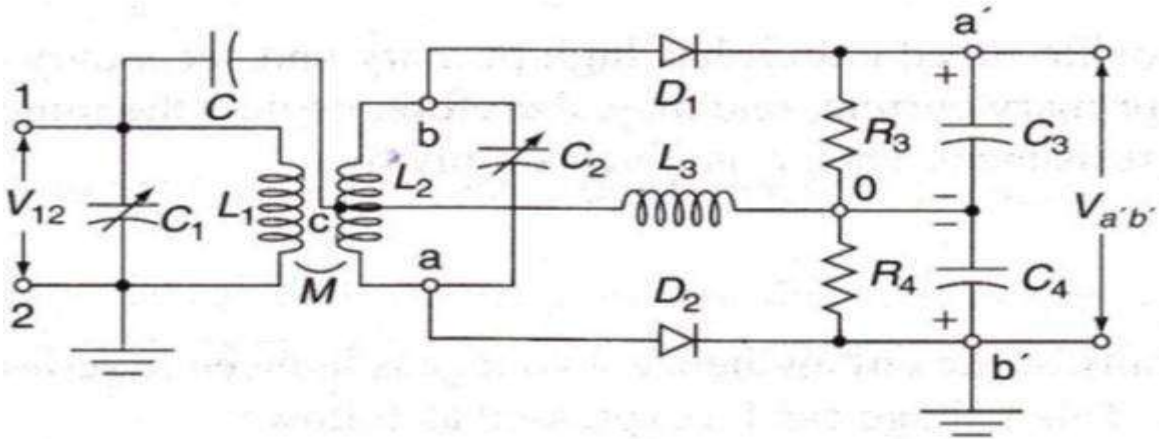 a´
1
C
D₁
+
b
R₃
C₃
C₂
L₃
L₂
0
V₁₂
C₁
L₁
c
−
−
Vₐ´b´
a
R₄
C₄
M
D₂
2
+
b´